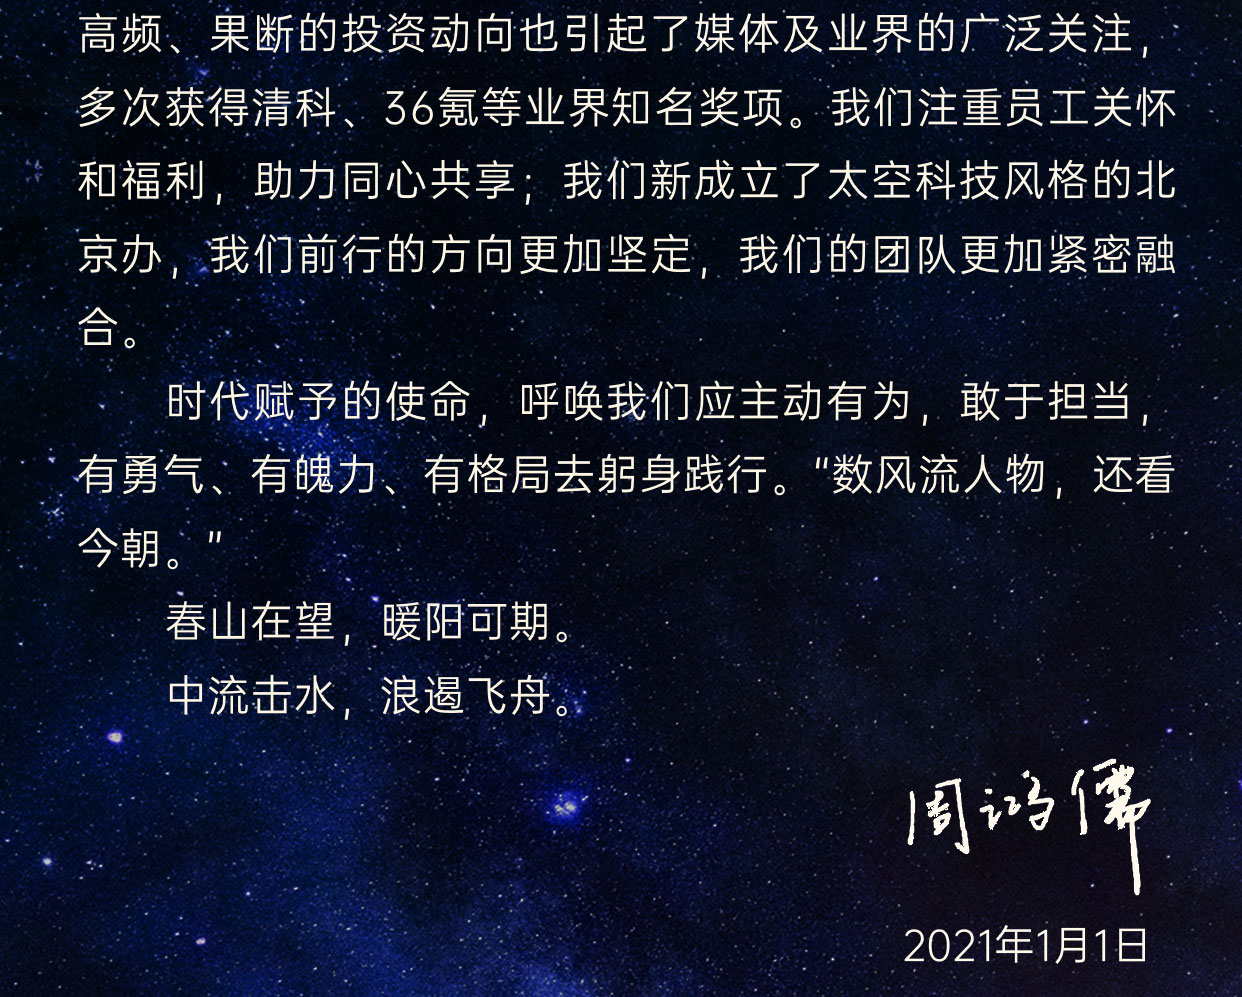 高频、果断的投资动向也引起了媒体及业界的广泛关注，
多次获得清科、36氪等业界知名奖项。我们注重员工关怀
和福利，助力同心共享；我们新成立了太空科技风格的北
京办，我们前行的方向更加坚定，我们的团队更加紧密融
合。
时代赋予的使命，呼唤我们应主动有为，敢于担当，
有勇气、有魄力、有格局去躬身践行。“数风流人物，还看
今朝。”
春山在望，暖阳可期。
中流击水，浪遏飞舟。
周鸿儒
2021年1月1日